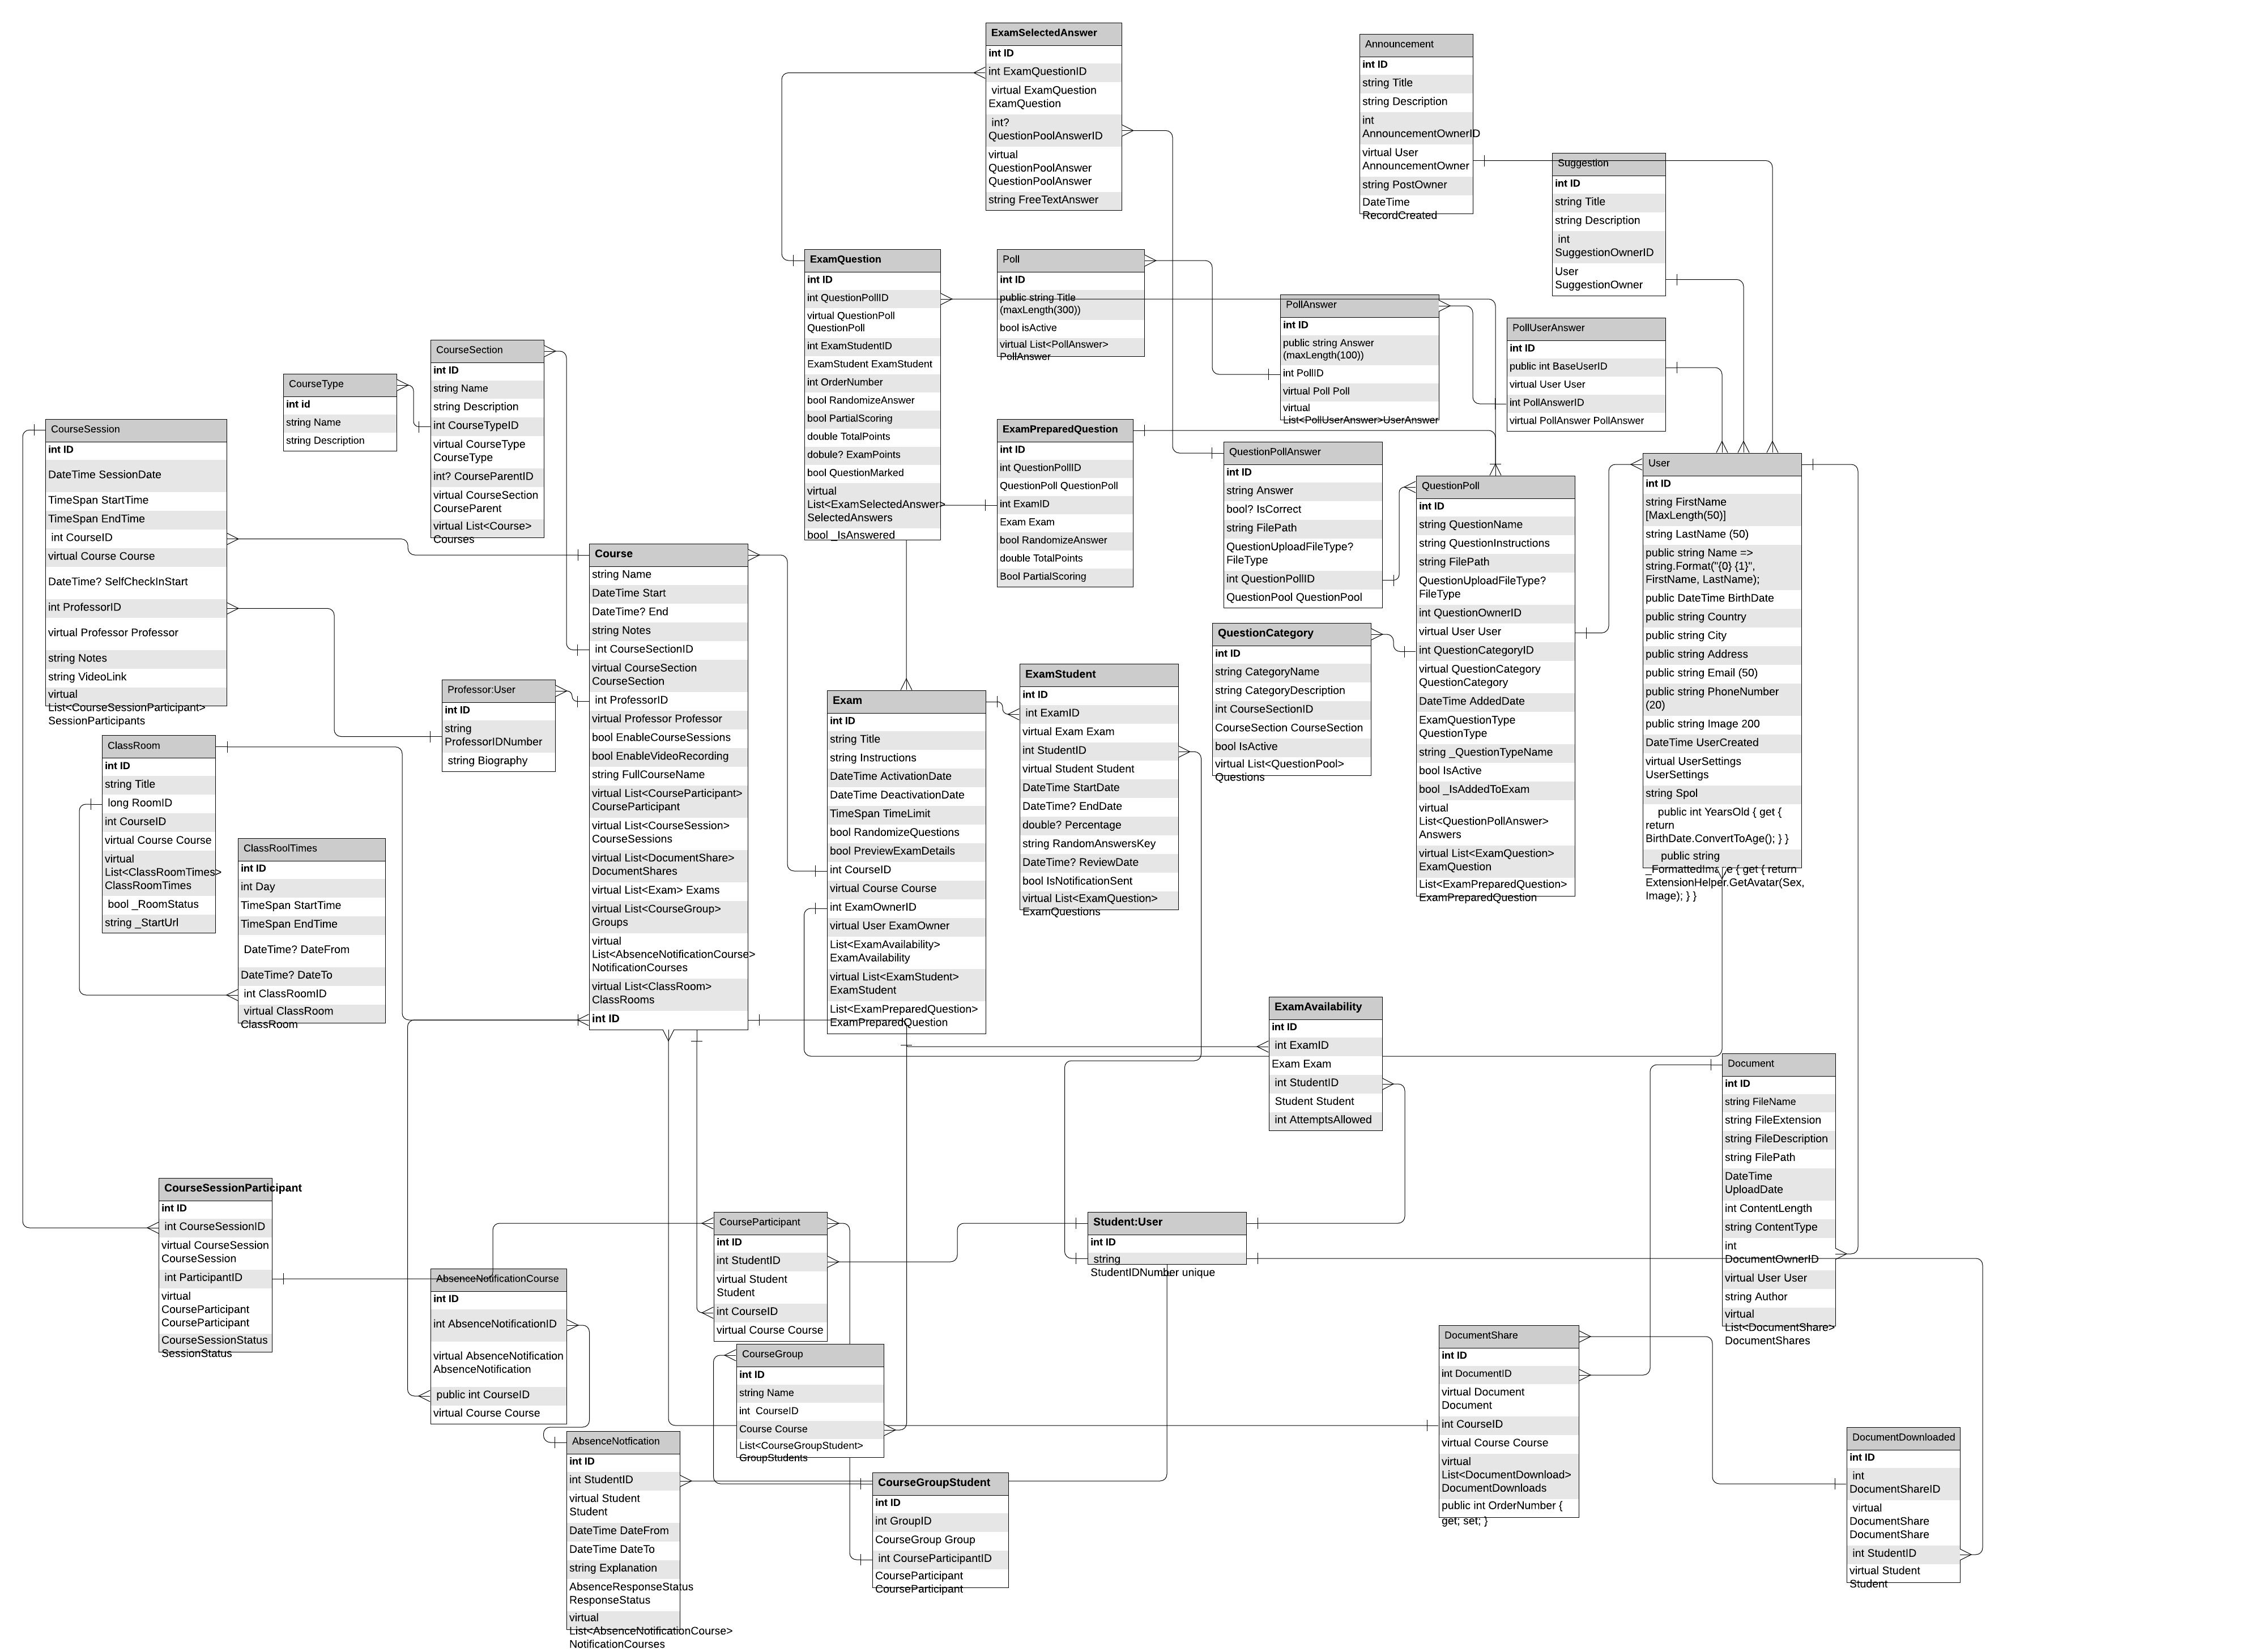 ExamSelectedAnswer
int ID
int ExamQuestionID
virtual ExamQuestion
ExamQuestion
int?
QuestionPoolAnswerID
virtual
QuestionPoolAnswer
QuestionPoolAnswer
string FreeTextAnswer
Announcement
int ID
string Title
string Description
int
AnnouncementOwnerID
virtual User
AnnouncementOwner
string PostOwner
DateTime
RecordCreated
Suggestion
int ID
string Title
string Description
int
SuggestionOwnerID
User
SuggestionOwner
ExamQuestion
int ID
int QuestionPollID
virtual QuestionPoll
QuestionPoll
int ExamStudentID
ExamStudent ExamStudent
int OrderNumber
bool RandomizeAnswer
bool PartialScoring
double TotalPoints
dobule? ExamPoints
bool QuestionMarked
virtual
List<ExamSelectedAnswer>
SelectedAnswers
bool _IsAnswered
Poll
int ID
public string Title
(maxLength(300))
bool isActive
virtual List<PollAnswer>
PollAnswer
PollAnswer
int ID
public string Answer
(maxLength(100))
int PollID
virtual Poll Poll
virtual
List<PollUserAnswer>UserAnswer
PollUserAnswer
int ID
public int BaseUserID
virtual User User
int PollAnswerID
virtual PollAnswer PollAnswer
CourseSection
int ID
string Name
string Description
int CourseTypeID
virtual CourseType
CourseType
int? CourseParentID
virtual CourseSection
CourseParent
virtual List<Course>
Courses
CourseType
int id
string Name
string Description
CourseSession
int ID
DateTime SessionDate
TimeSpan StartTime
TimeSpan EndTime
int CourseID
virtual Course Course
DateTime? SelfCheckInStart
int ProfessorID
virtual Professor Professor
string Notes
string VideoLink
virtual
List<CourseSessionParticipant>
SessionParticipants
ExamPreparedQuestion
int ID
int QuestionPollID
QuestionPoll QuestionPoll
int ExamID
Exam Exam
bool RandomizeAnswer
double TotalPoints
Bool PartialScoring
QuestionPollAnswer
int ID
string Answer
bool? IsCorrect
string FilePath
QuestionUploadFileType?
FileType
int QuestionPollID
QuestionPool QuestionPoll
QuestionPoll
int ID
string QuestionName
string QuestionInstructions
string FilePath
QuestionUploadFileType?
FileType
int QuestionOwnerID
virtual User User
int QuestionCategoryID
virtual QuestionCategory
QuestionCategory
DateTime AddedDate
ExamQuestionType
QuestionType
string _QuestionTypeName
bool IsActive
bool _IsAddedToExam
virtual
List<QuestionPollAnswer>
Answers
virtual List<ExamQuestion>
ExamQuestion
List<ExamPreparedQuestion>
ExamPreparedQuestion
User
int ID
string FirstName
[MaxLength(50)]
string LastName (50)
public string Name =>
string.Format("{0} {1}",
FirstName, LastName);
public DateTime BirthDate
public string Country
public string City
public string Address
public string Email (50)
public string PhoneNumber
(20)
public string Image 200
DateTime UserCreated
virtual UserSettings
UserSettings
string Spol
public int YearsOld { get {
return
BirthDate.ConvertToAge(); } }
public string
{ get { return
ExtensionHelper.GetAvatar(Sex,
Image); } }
Course
string Name
DateTime Start
DateTime? End
string Notes
int CourseSectionID
virtual CourseSection
CourseSection
int ProfessorID
virtual Professor Professor
bool EnableCourseSessions
bool EnableVideoRecording
string FullCourseName
virtual List<CourseParticipant>
CourseParticipant
virtual List<CourseSession>
CourseSessions
virtual List<DocumentShare>
DocumentShares
virtual List<Exam> Exams
virtual List<CourseGroup>
Groups
virtual
List<AbsenceNotificationCourse>
NotificationCourses
virtual List<ClassRoom>
ClassRooms
int ID
QuestionCategory
int ID
string CategoryName
string CategoryDescription
int CourseSectionID
CourseSection CourseSection
bool IsActive
virtual List<QuestionPool>
Questions
Professor:User
int ID
string
ProfessorIDNumber
string Biography
ExamStudent
int ID
int ExamID
virtual Exam Exam
int StudentID
virtual Student Student
DateTime StartDate
DateTime? EndDate
double? Percentage
string RandomAnswersKey
DateTime? ReviewDate
bool IsNotificationSent
virtual List<ExamQuestion>
ExamQuestions
Exam
int ID
string Title
string Instructions
DateTime ActivationDate
DateTime DeactivationDate
TimeSpan TimeLimit
bool RandomizeQuestions
bool PreviewExamDetails
int CourseID
virtual Course Course
int ExamOwnerID
virtual User ExamOwner
List<ExamAvailability>
ExamAvailability
virtual List<ExamStudent>
ExamStudent
List<ExamPreparedQuestion>
ExamPreparedQuestion
ClassRoom
int ID
string Title
long RoomID
int CourseID
virtual Course Course
virtual
List<ClassRoomTimes>
ClassRoomTimes
bool _RoomStatus
string _StartUrl
ClassRoolTimes
int ID
int Day
TimeSpan StartTime
TimeSpan EndTime
DateTime? DateFrom
DateTime? DateTo
int ClassRoomID
virtual ClassRoom
ClassRoom
ExamAvailability
int ID
int ExamID
Exam Exam
int StudentID
Student Student
int AttemptsAllowed
Document
int ID
string FileName
string FileExtension
string FileDescription
string FilePath
DateTime
UploadDate
int ContentLength
string ContentType
int
DocumentOwnerID
virtual User User
string Author
virtual
List<DocumentShare>
DocumentShares
CourseSessionParticipant
int ID
int CourseSessionID
virtual CourseSession
CourseSession
int ParticipantID
virtual
CourseParticipant
CourseParticipant
CourseSessionStatus
SessionStatus
CourseParticipant
int ID
int StudentID
virtual Student
Student
int CourseID
virtual Course Course
Student:User
int ID
string
StudentIDNumber unique
AbsenceNotificationCourse
int ID
int AbsenceNotificationID
virtual AbsenceNotification
AbsenceNotification
public int CourseID
virtual Course Course
CourseGroup
int ID
string Name
int CourseID
Course Course
List<CourseGroupStudent>
GroupStudents
DocumentShare
int ID
int DocumentID
virtual Document
Document
int CourseID
virtual Course Course
virtual
List<DocumentDownload>
DocumentDownloads
public int OrderNumber {
get; set; }
AbsenceNotfication
int ID
int StudentID
virtual Student
Student
DateTime DateFrom
DateTime DateTo
string Explanation
AbsenceResponseStatus
ResponseStatus
virtual
List<AbsenceNotificationCourse>
NotificationCourses
CourseGroupStudent
int ID
int GroupID
CourseGroup Group
int CourseParticipantID
CourseParticipant
CourseParticipant
DocumentDownloaded
int ID
int
DocumentShareID
virtual
DocumentShare
DocumentShare
int StudentID
virtual Student
Student